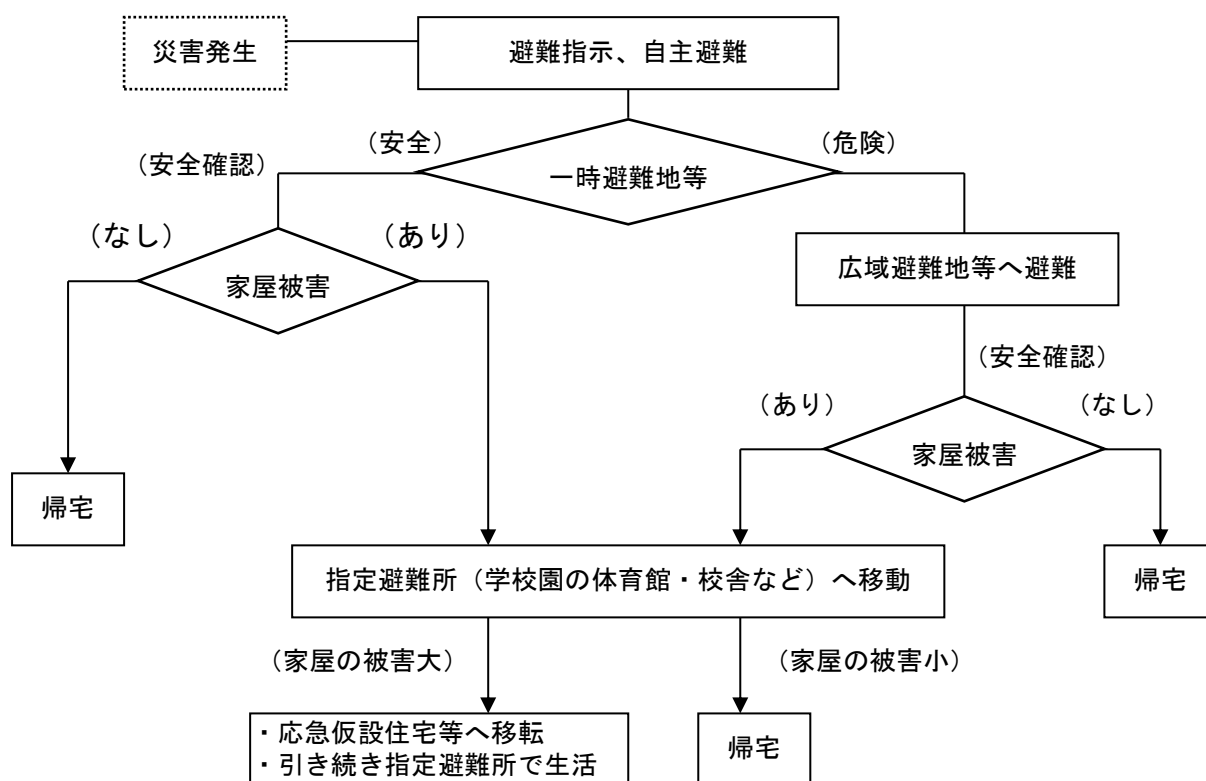 災害発生
避難指示、自主避難
（安全）
（危険）
（安全確認）
一時避難地等
（なし）
（あり）
家屋被害
広域避難地等へ避難
（安全確認）
（あり）
（なし）
家屋被害
帰宅
指定避難所（学校園の体育館・校舎など）へ移動
帰宅
（家屋の被害大）
（家屋の被害小）
・応急仮設住宅等へ移転
・引き続き指定避難所で生活
帰宅